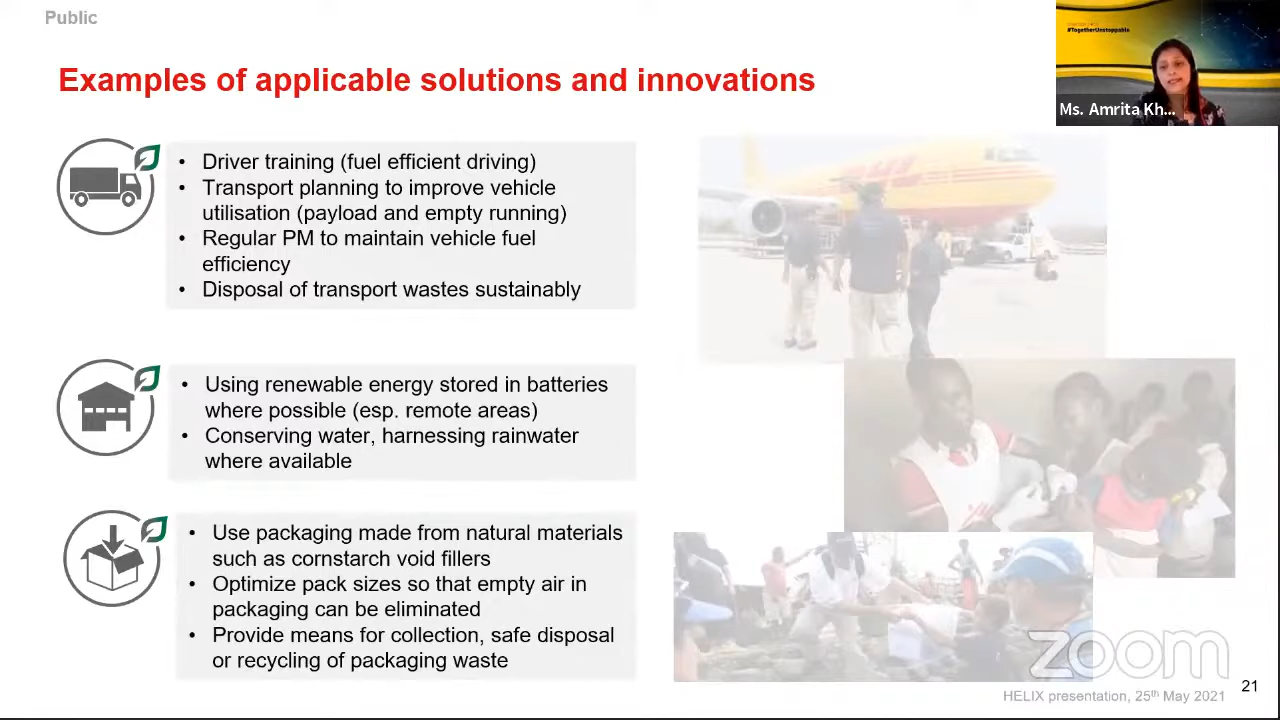 Public
#TogetherUnstoppable
Ms. Amrita Kh...
Examples of applicable solutions and innovations
• Driver training (fuel efficient driving)
• Transport planning to improve vehicle
utilisation (payload and empty running)
• Regular PM to maintain vehicle fuel
efficiency
• Disposal of transport wastes sustainably
• Using renewable energy stored in batteries
where possible (esp. remote areas)
• Conserving water, harnessing rainwater
where available
• Use packaging made from natural materials
such as cornstarch void fillers
• Optimize pack sizes so that empty air in
packaging can be eliminated
• Provide means for collection, safe disposal
or recycling of packaging waste
zoom
HELIX presentation, 25th May 2021
21